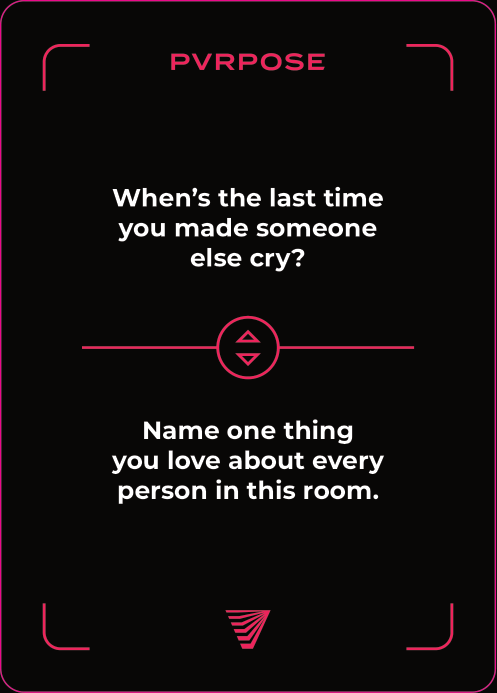 PVRPOSE
When’s the last time
you made someone
else cry?
Name one thing
you love about every
person in this room.